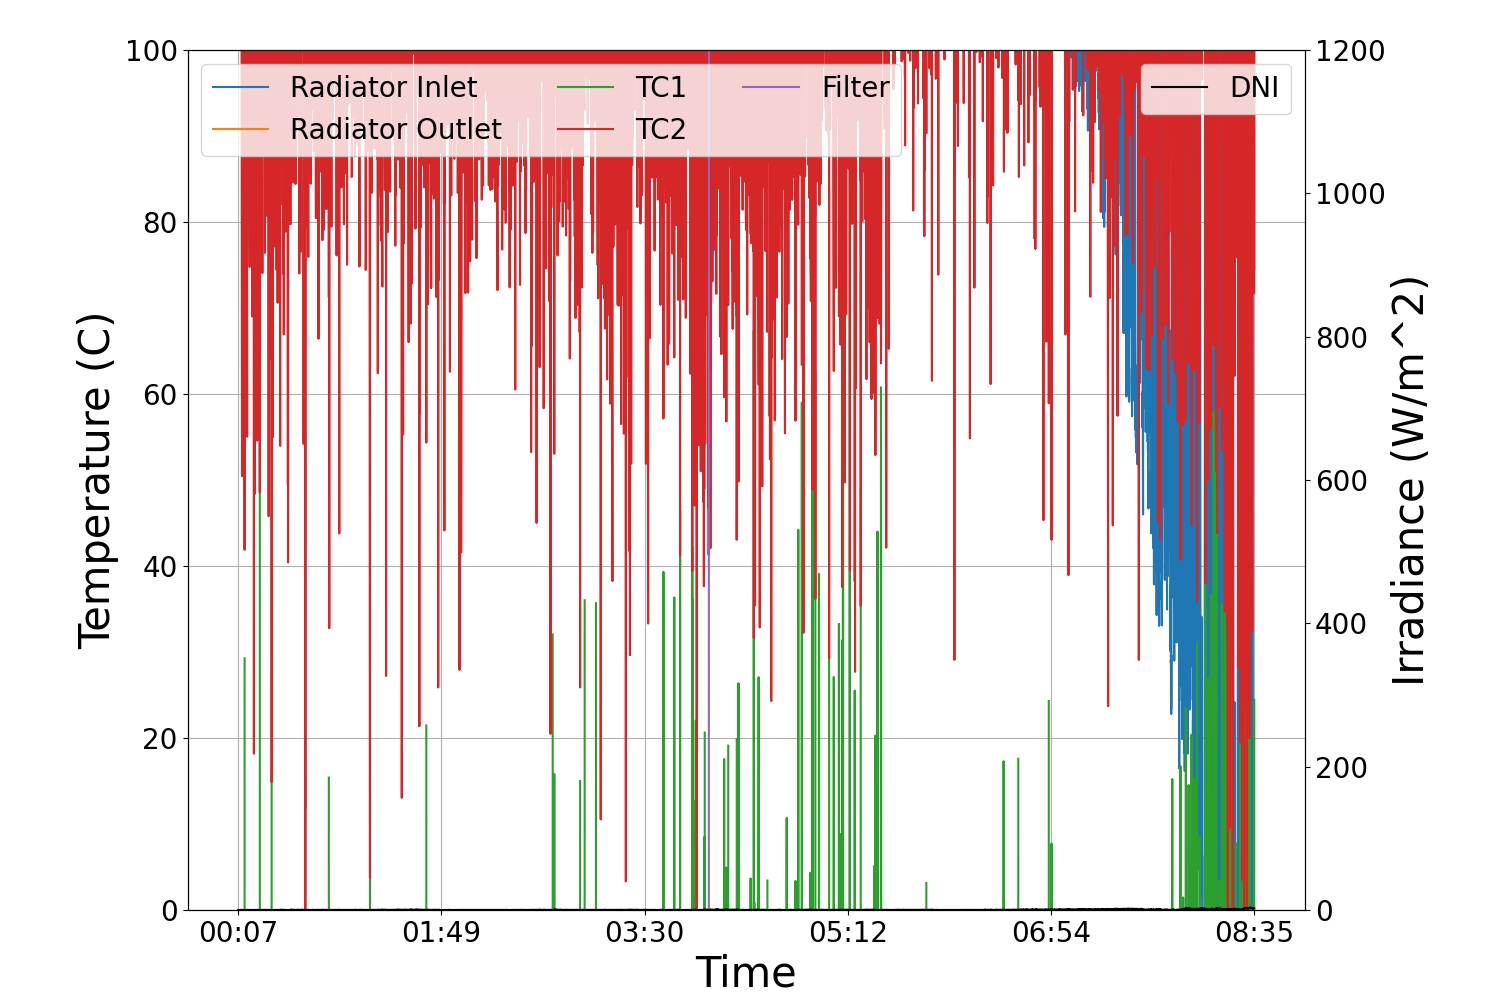 100
80
60
40
20
0
Temperature (C)
Radiator Inlet
Radiator Outlet
TC1
TC2
Filter
DNI
1200
1000
800
600
400
200
0
Irradiance (W/m^2)
00:07
01:49
03:30
05:12
06:54
08:35
Time